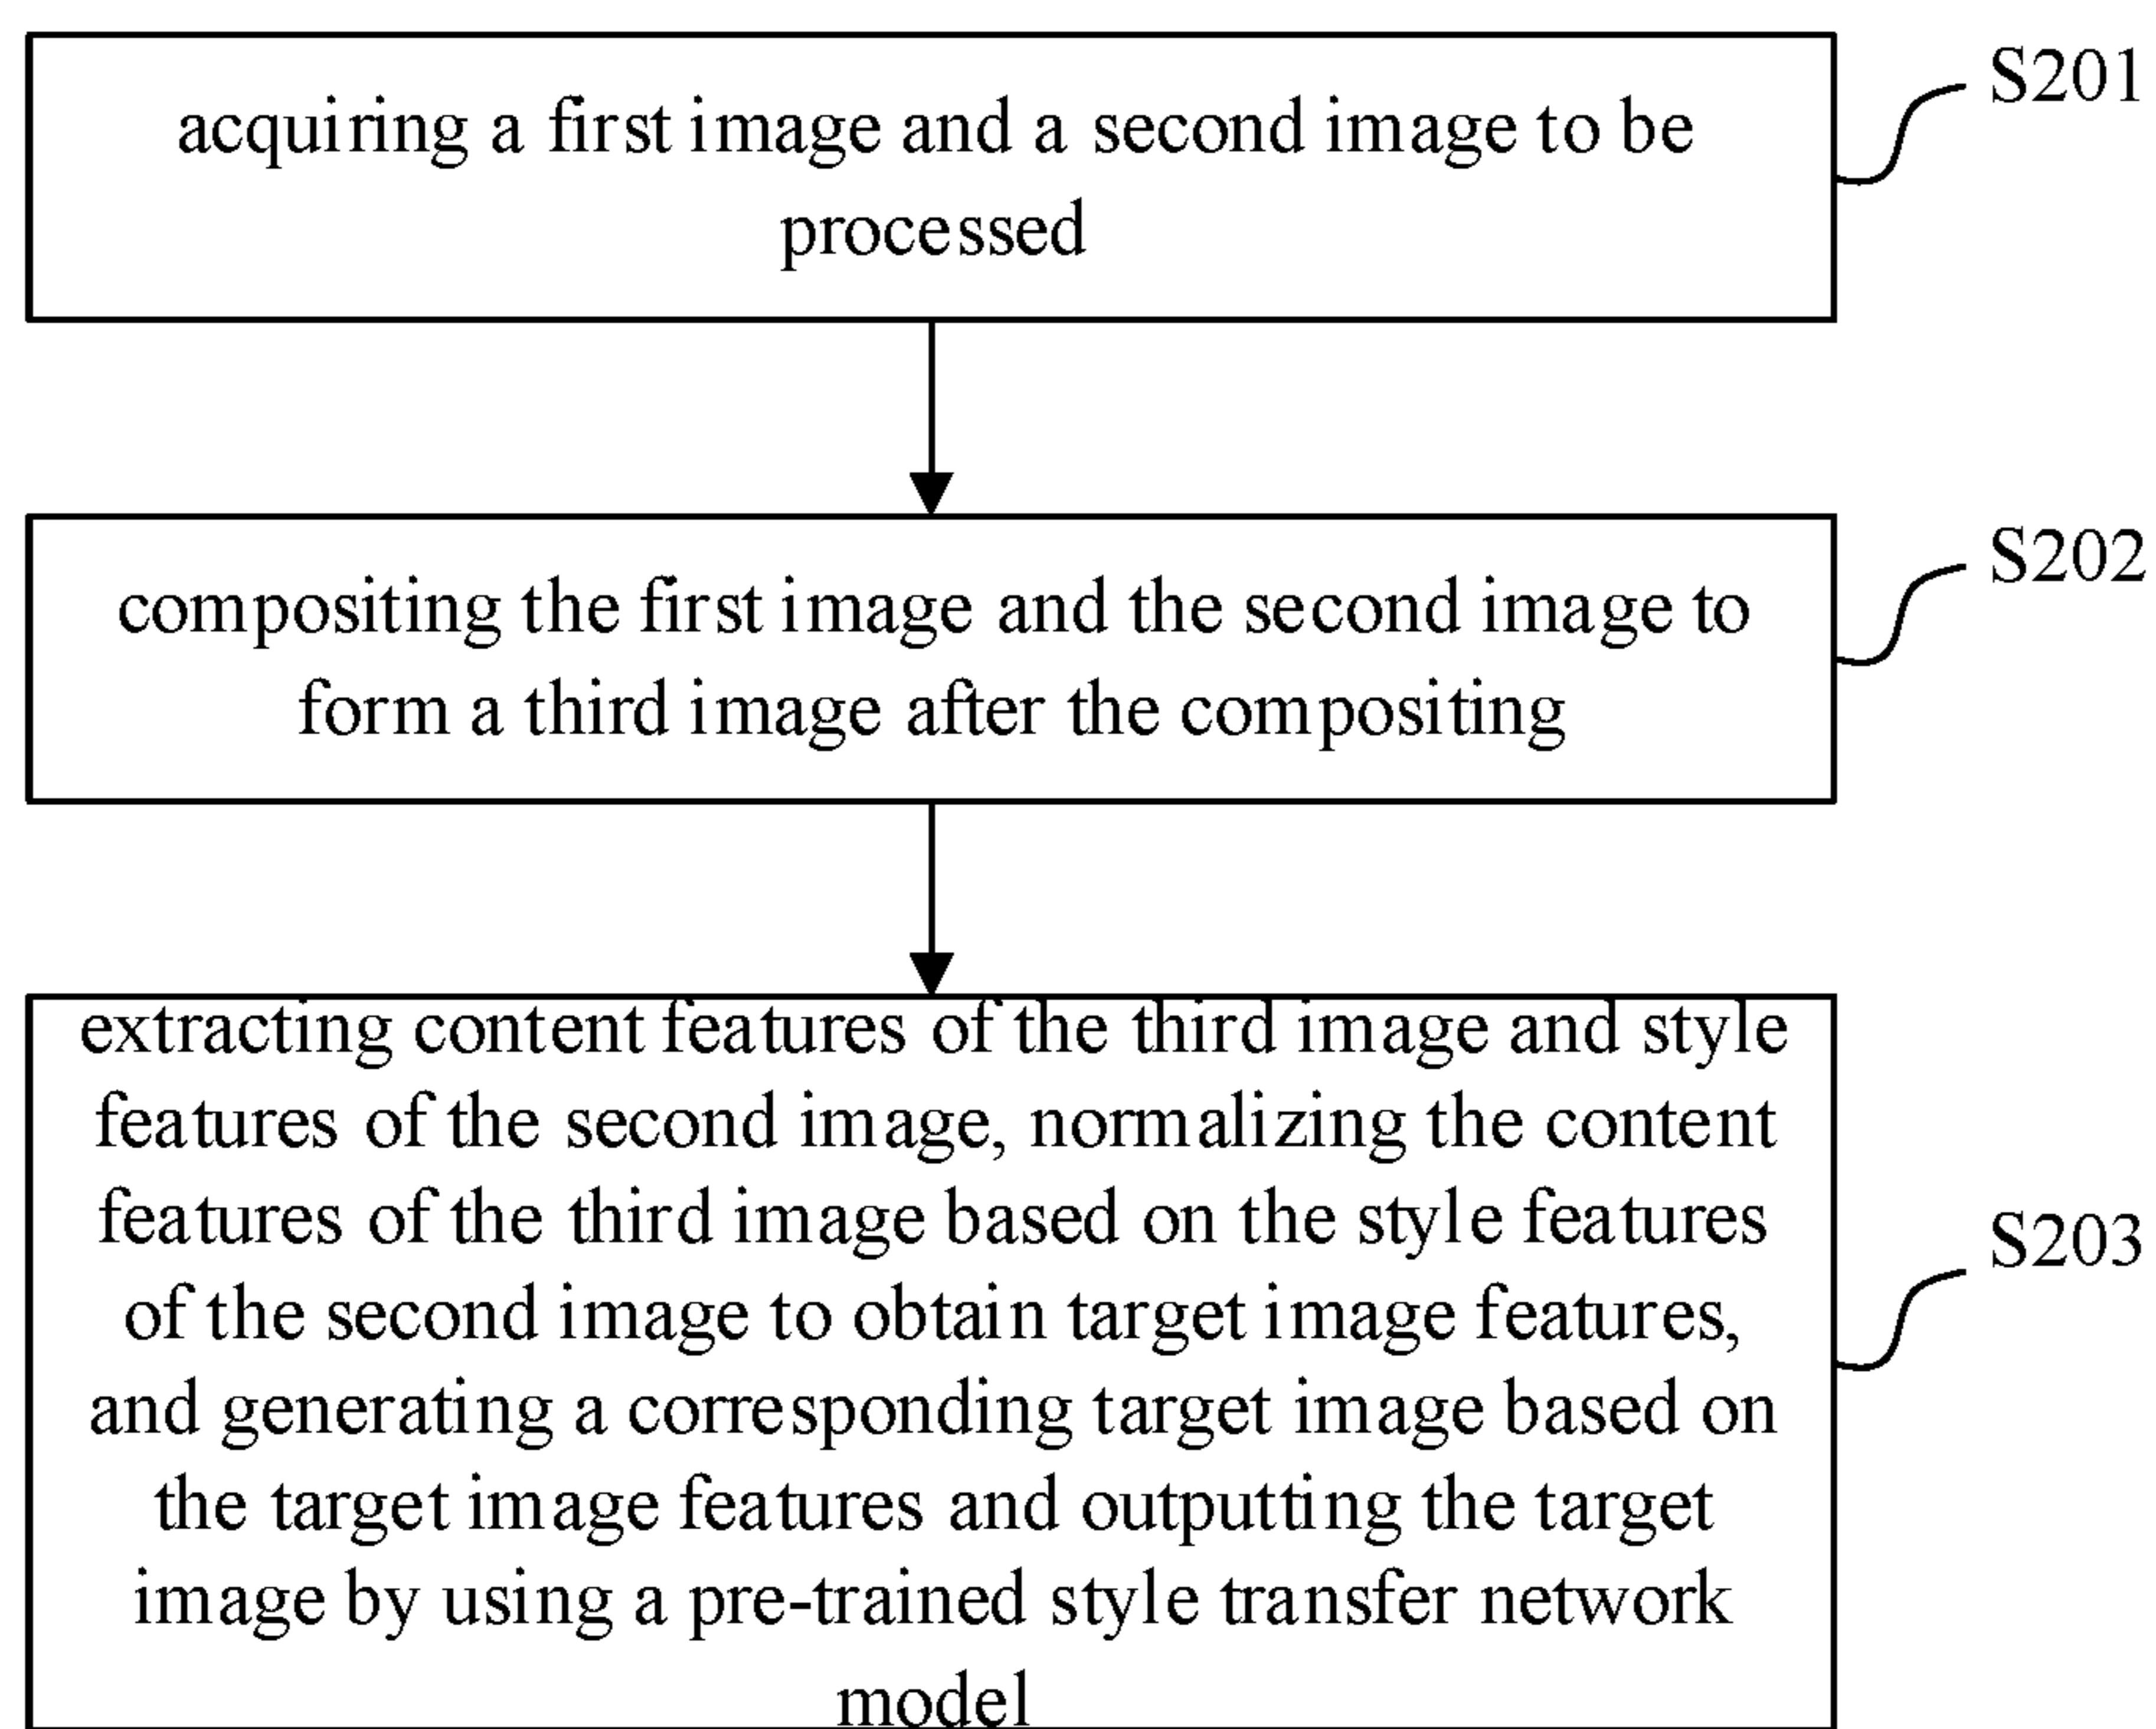 acquiring a first image and a second image to be
processed
S201
compositing the first image and the second image to
form a third image after the compositing
S202
extracting content features of the third image and style
features of the second image, normalizing the content
features of the third image based on the style features
of the second image to obtain target image features,
and generating a corresponding target image based on
the target image features and outputting the target
image by using a pre-trained style transfer network
model
S203